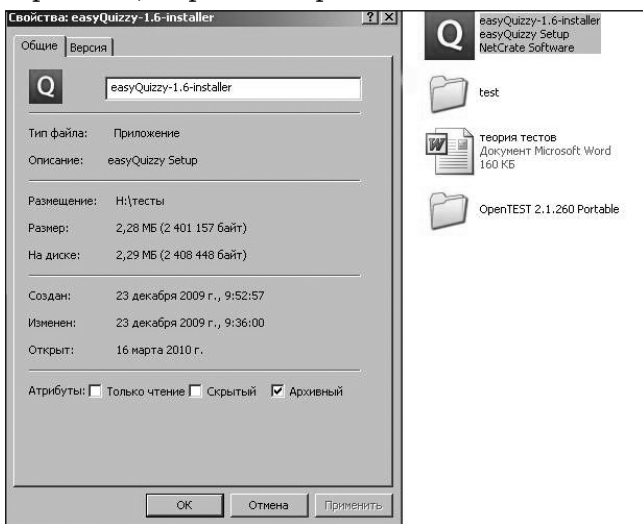 Свойства: easyQuizzy-1.6-installer
Общие Версия
Q
easyQuizzy-1.6-installer
Тип файла: Приложение
Описание: easyQuizzy Setup
Размещение: H:\тесты
Размер: 2,28 МБ (2 401 157 байт)
На диске: 2,29 МБ (2 408 448 байт)
Создан: 23 декабря 2009 г., 9:52:57
Изменен: 23 декабря 2009 г., 9:36:00
Открыт: 16 марта 2010 г.
Атрибуты: Только чтение Скрытый Архивный
ОК Отмена Применить
Q
easyQuizzy-1.6-installer
easyQuizzy Setup
NetCrate Software
test
W
теория тестов
Документ Microsoft Word
160 КБ
OpenTEST 2.1.260 Portable